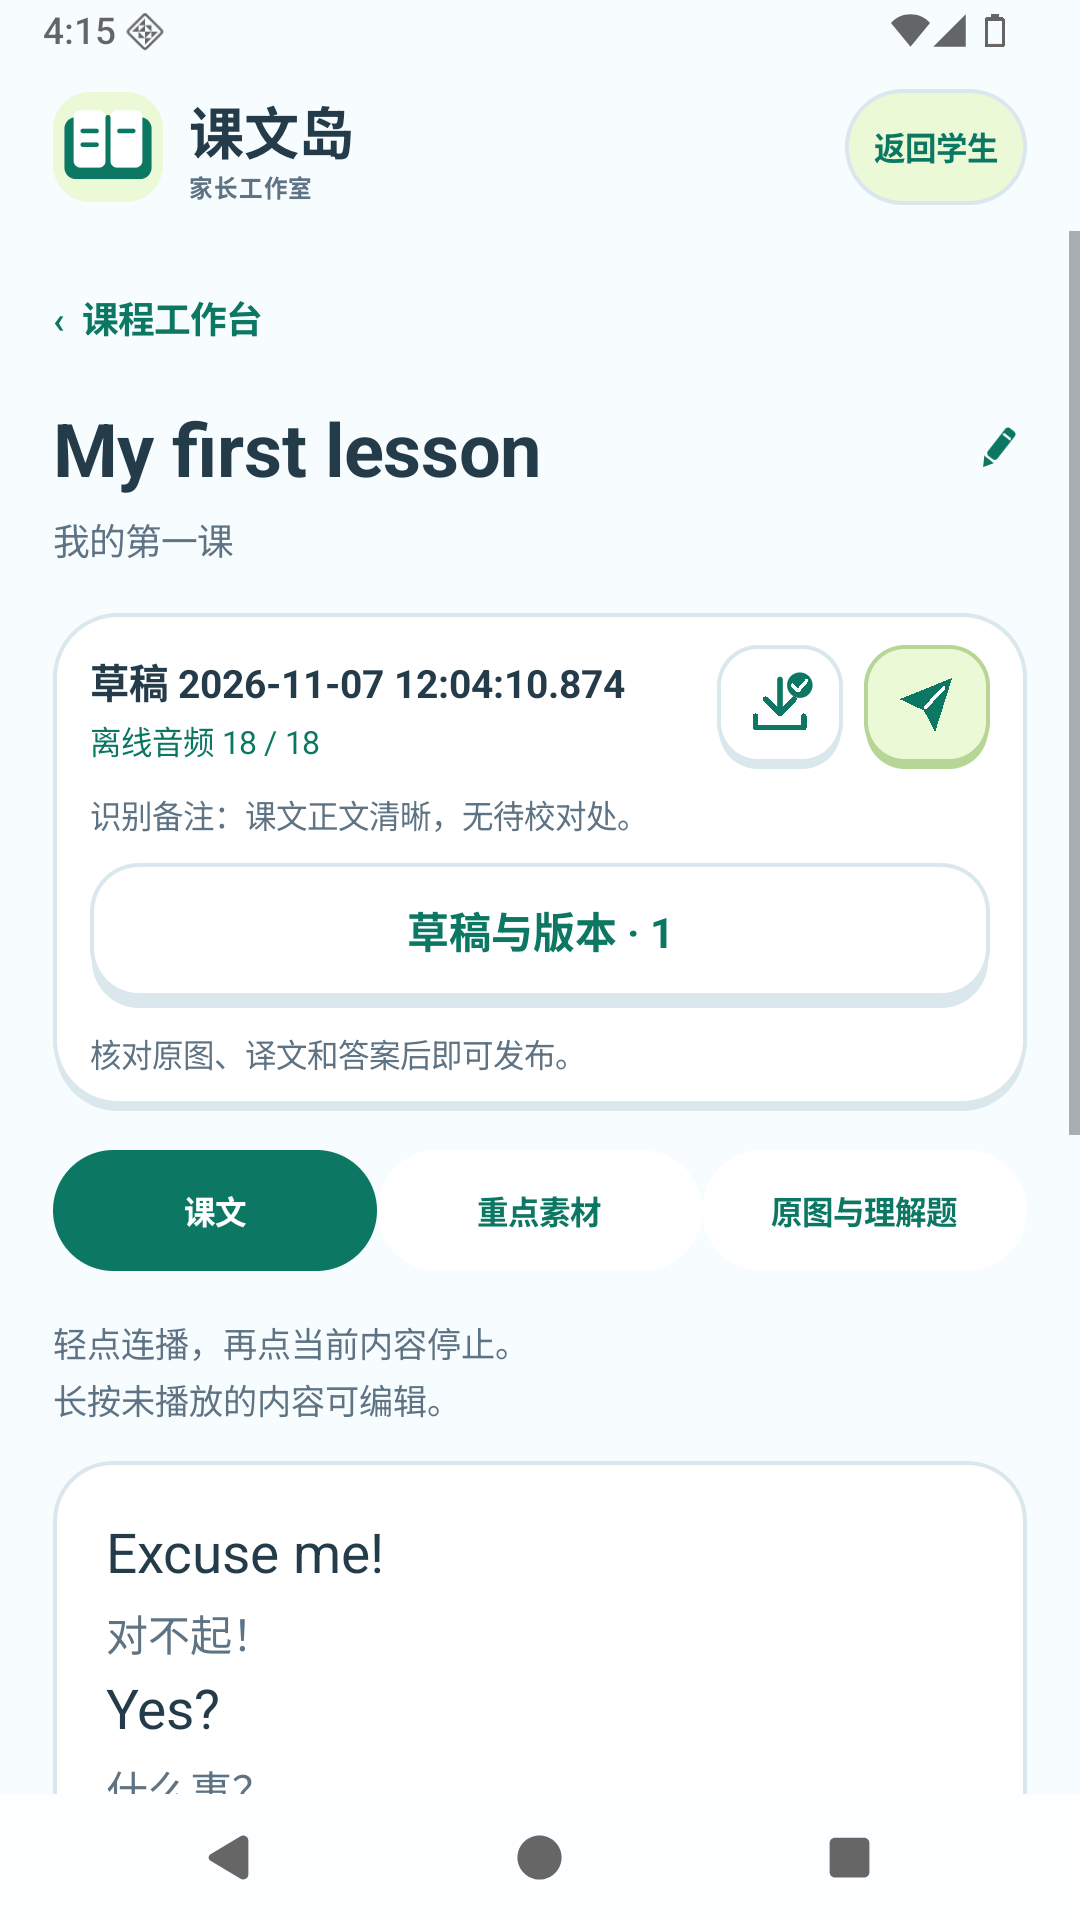 4:15
课文岛
家长工作室
返回学生
‹ 课程工作台
My first lesson
我的第一课
草稿 2026-11-07 12:04:10.874
离线音频 18 / 18
识别备注：课文正文清晰，无待校对处。
草稿与版本 · 1
核对原图、译文和答案后即可发布。
课文
重点素材
原图与理解题
轻点连播，再点当前内容停止。
长按未播放的内容可编辑。
Excuse me!
对不起！
Yes?
什么事？